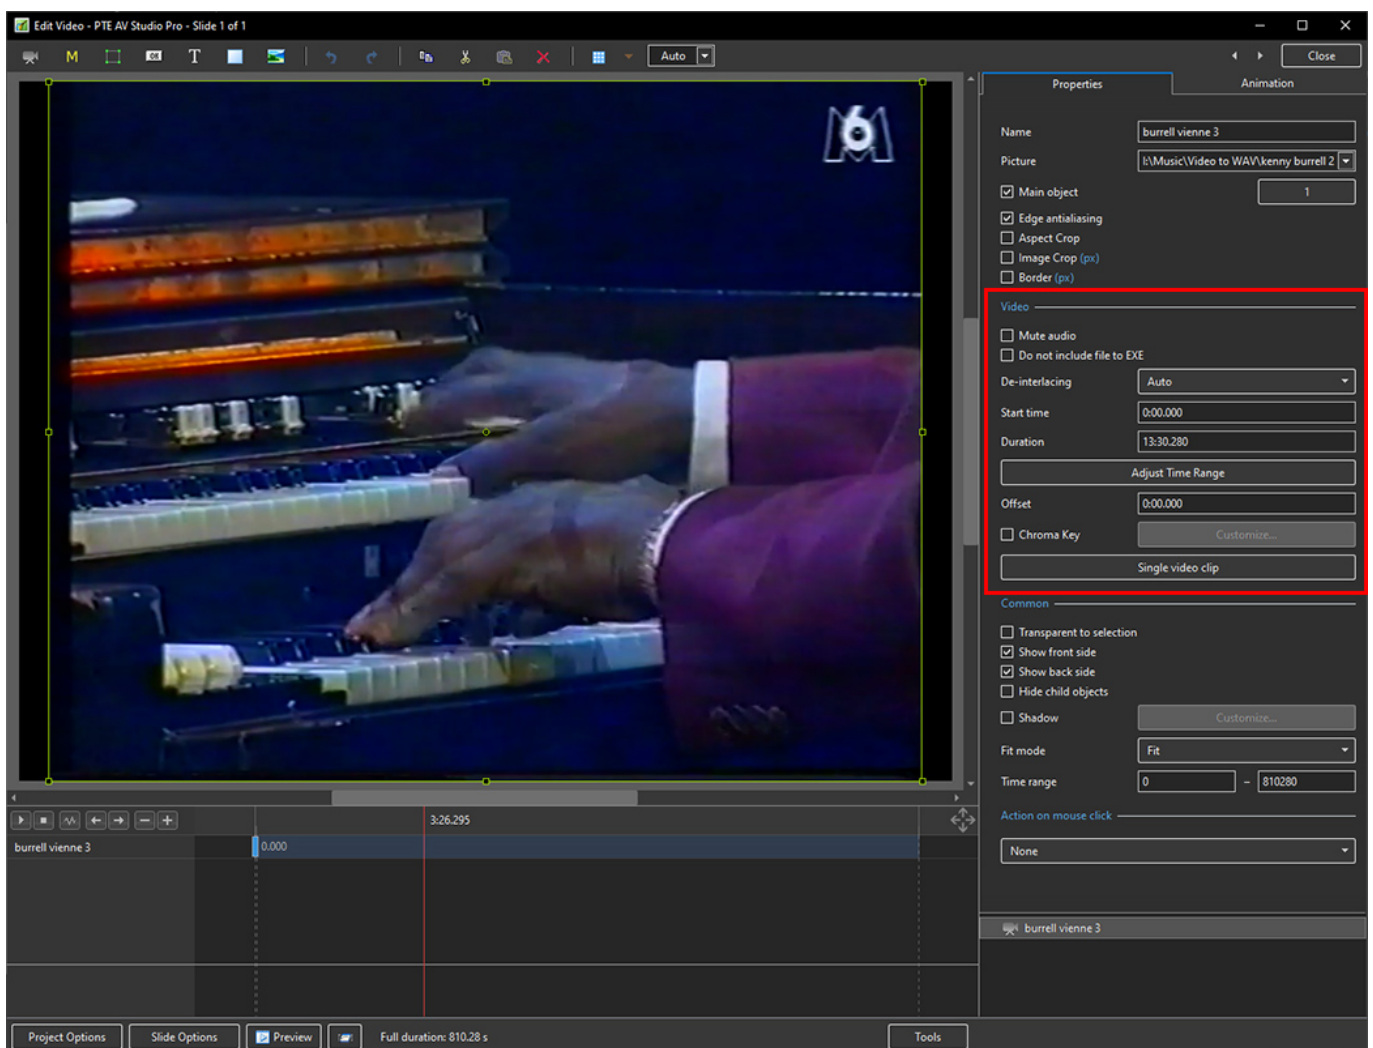 Edit Video - PTE AV Studio Pro - Slide 1 of 1
M
OK
T
Auto
Close
Properties
Animation
M6
Name
burrell vienne 3
Picture
I:\Music\Video to WAV\kenny burrell 2
Main object
1
Edge antialiasing
Aspect Crop
Image Crop (px)
Border (px)
Video
Mute audio
Do not include file to EXE
De-interlacing
Auto
Start time
0:00.000
Duration
13:30.280
Adjust Time Range
Offset
0:00.000
Chroma Key
Customize...
Single video clip
Common
Transparent to selection
Show front side
Show back side
Hide child objects
Shadow
Customize...
Fit mode
Fit
Time range
0
–
810280
Action on mouse click
None
burrell vienne 3
3:26.295
burrell vienne 3
0.000
Project Options
Slide Options
Preview
Full duration: 810.28 s
Tools